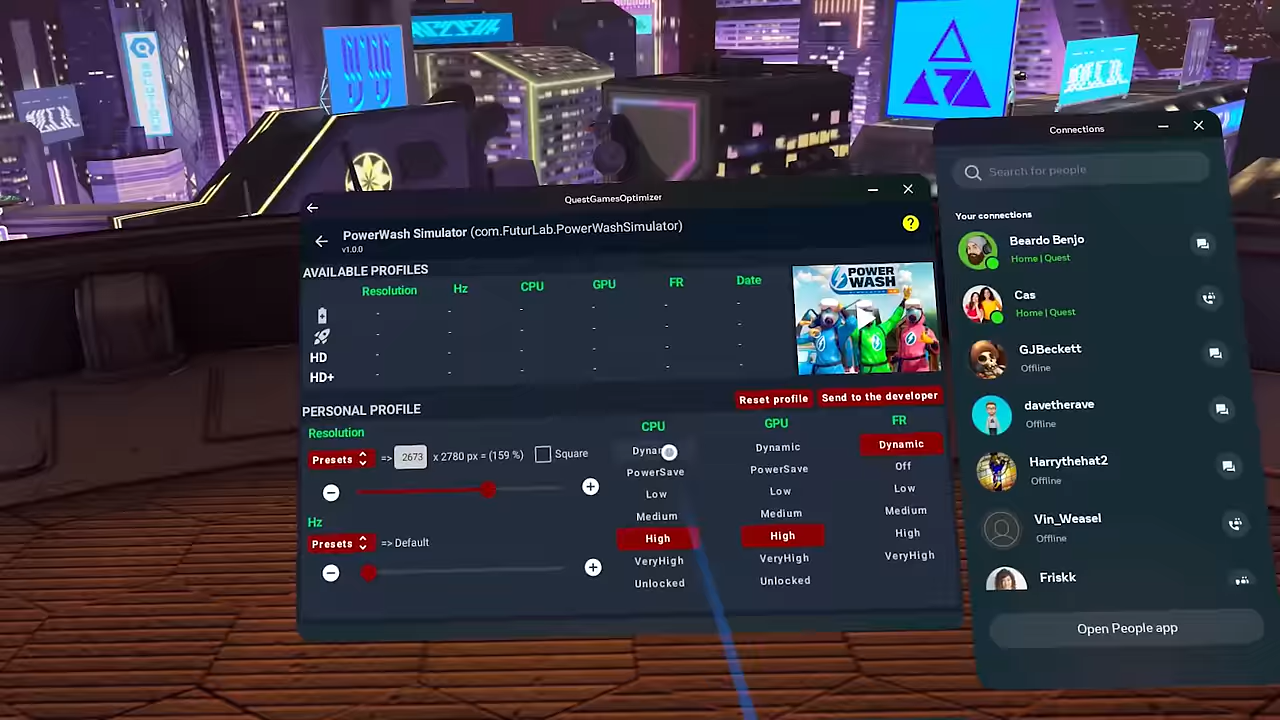 QuestGamesOptimizer
PowerWash Simulator (com.FuturLab.PowerWashSimulator)
v1.0.0
?
AVAILABLE PROFILES
Resolution Hz CPU GPU FR Date
- - - - - -
- - - - - -
HD - - - - - -
HD+ - - - - - -
POWER
WASH
Reset profile
Send to the developer
PERSONAL PROFILE
Resolution
Presets => 2673 x 2780 px = (159 %) Square
Hz
Presets => Default
CPU
PowerSave
Low
Medium
High
VeryHigh
Unlocked
GPU
Dynamic
PowerSave
Low
Medium
High
VeryHigh
Unlocked
FR
Dynamic
Off
Low
Medium
High
VeryHigh
Connections
Search for people
Your connections
Beardo Benjo
Home | Quest
Cas
Home | Quest
GJBeckett
Offline
davetherave
Offline
Harrythehat2
Offline
Vin_Weasel
Offline
Friskk
Open People app